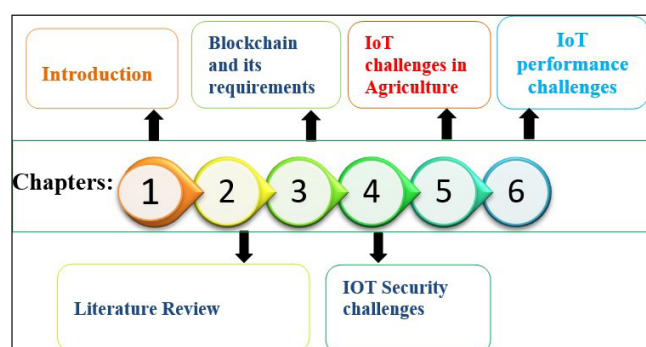 Introduction
Blockchain
and its
requirements
IoT
challenges in
Agriculture
IoT
performance
challenges
Chapters:
1
2
3
4
5
6
Literature Review
IOT Security
challenges